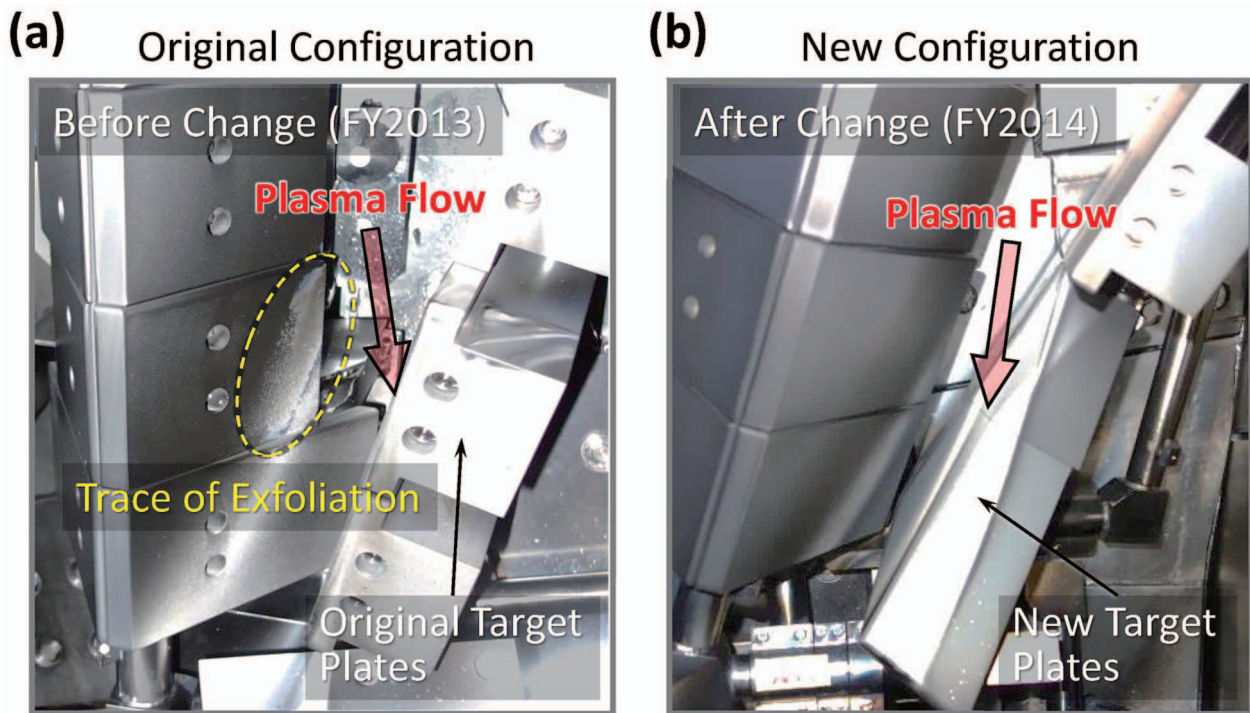 (a) Original Configuration
Before Change (FY2013)
Plasma Flow
Trace of Exfoliation
Original Target
Plates
(b) New Configuration
After Change (FY2014)
Plasma Flow
New Target
Plates